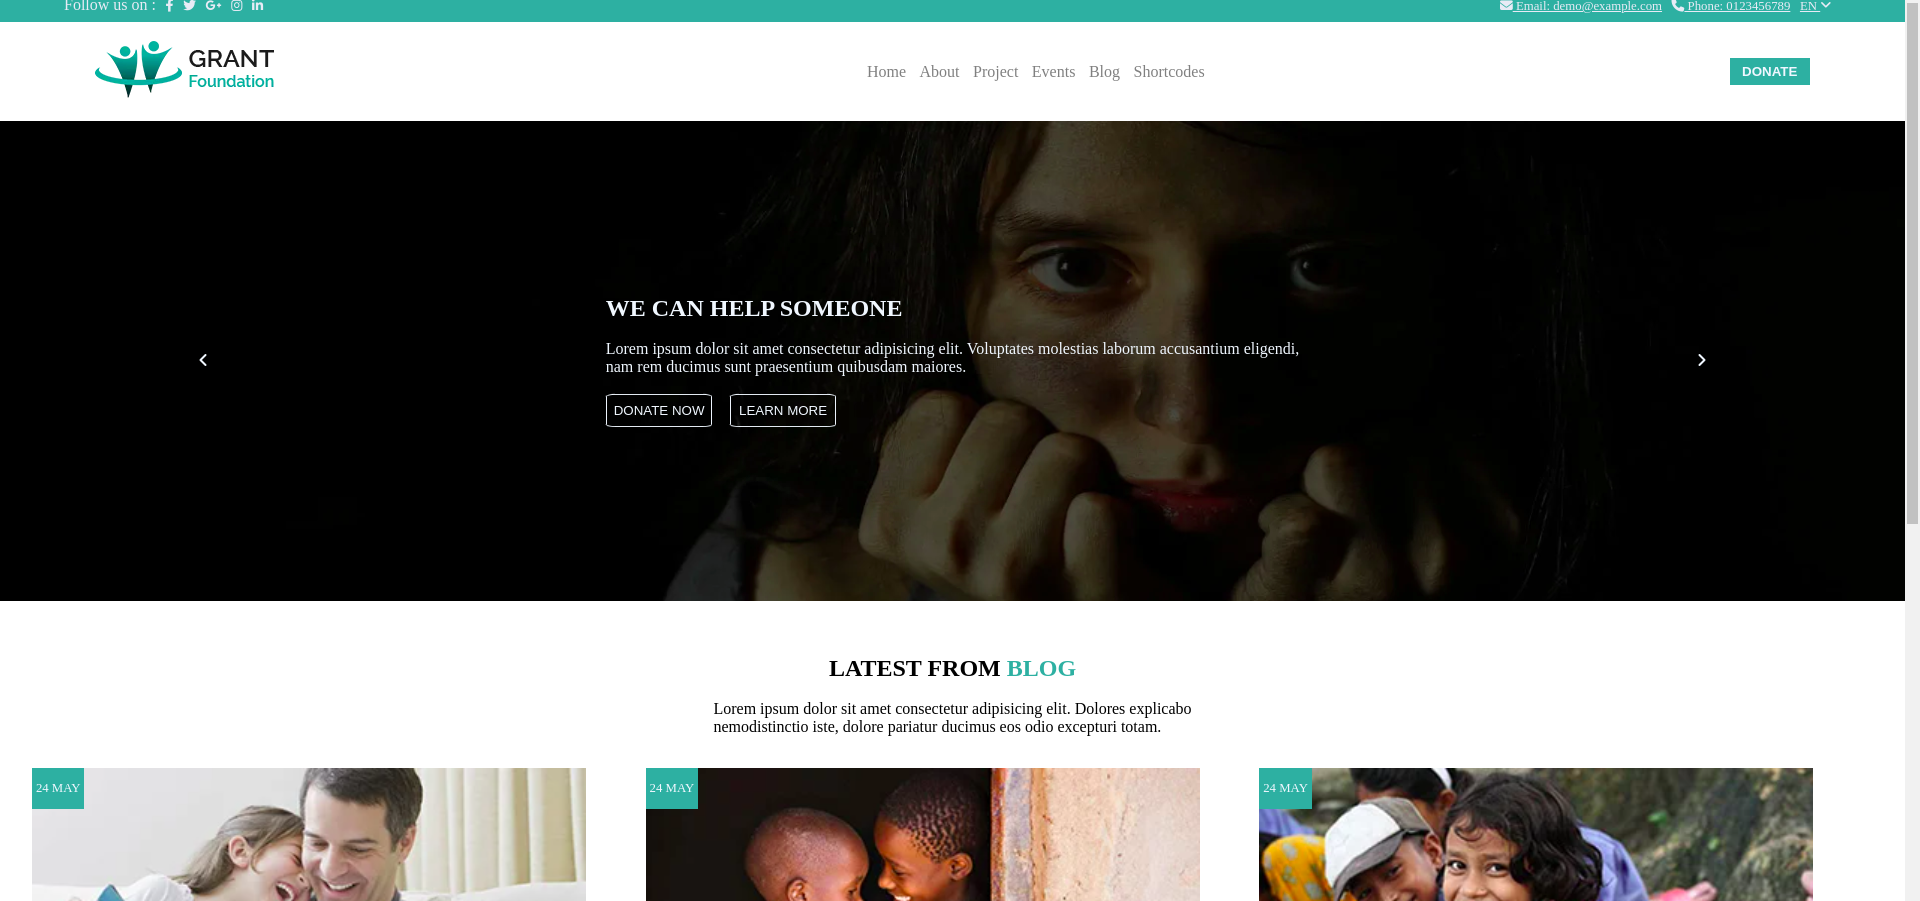 Follow us on :
Email: demo@example.com Phone: 0123456789 EN
GRANT
Foundation
Home About Project Events Blog Shortcodes
DONATE
WE CAN HELP SOMEONE
Lorem ipsum dolor sit amet consectetur adipisicing elit. Voluptates molestias laborum accusantium eligendi,
nam rem ducimus sunt praesentium quibusdam maiores.
DONATE NOW LEARN MORE
LATEST FROM BLOG
Lorem ipsum dolor sit amet consectetur adipisicing elit. Dolores explicabo
nemodistinctio iste, dolore pariatur ducimus eos odio excepturi totam.
24 MAY
24 MAY
24 MAY